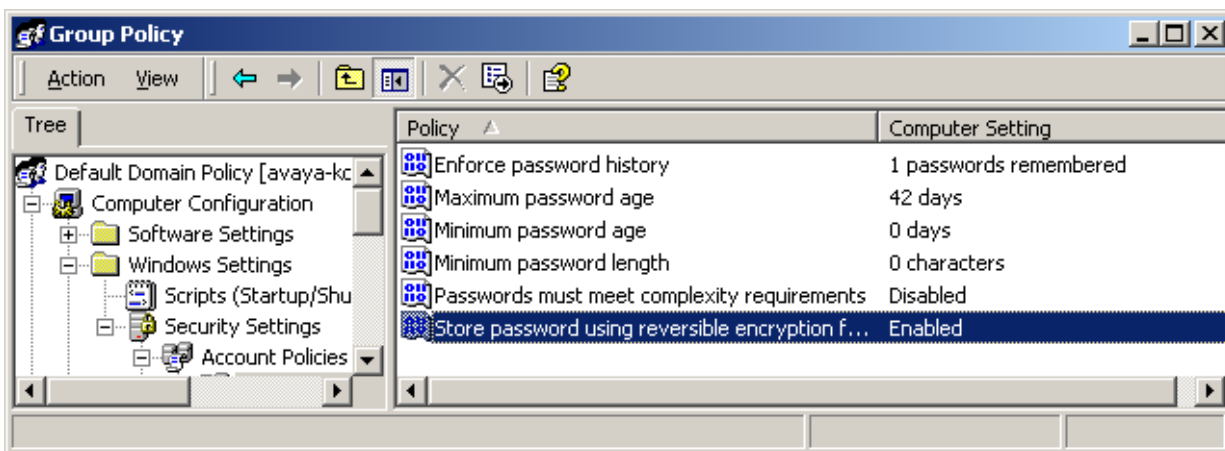 Group Policy
Action View
Tree
Policy Computer Setting
Default Domain Policy [avaya-kc
Computer Configuration
Software Settings
Windows Settings
Scripts (Startup/Shu
Security Settings
Account Policies
Enforce password history 1 passwords remembered
Maximum password age 42 days
Minimum password age 0 days
Minimum password length 0 characters
Passwords must meet complexity requirements Disabled
Store password using reversible encryption f... Enabled